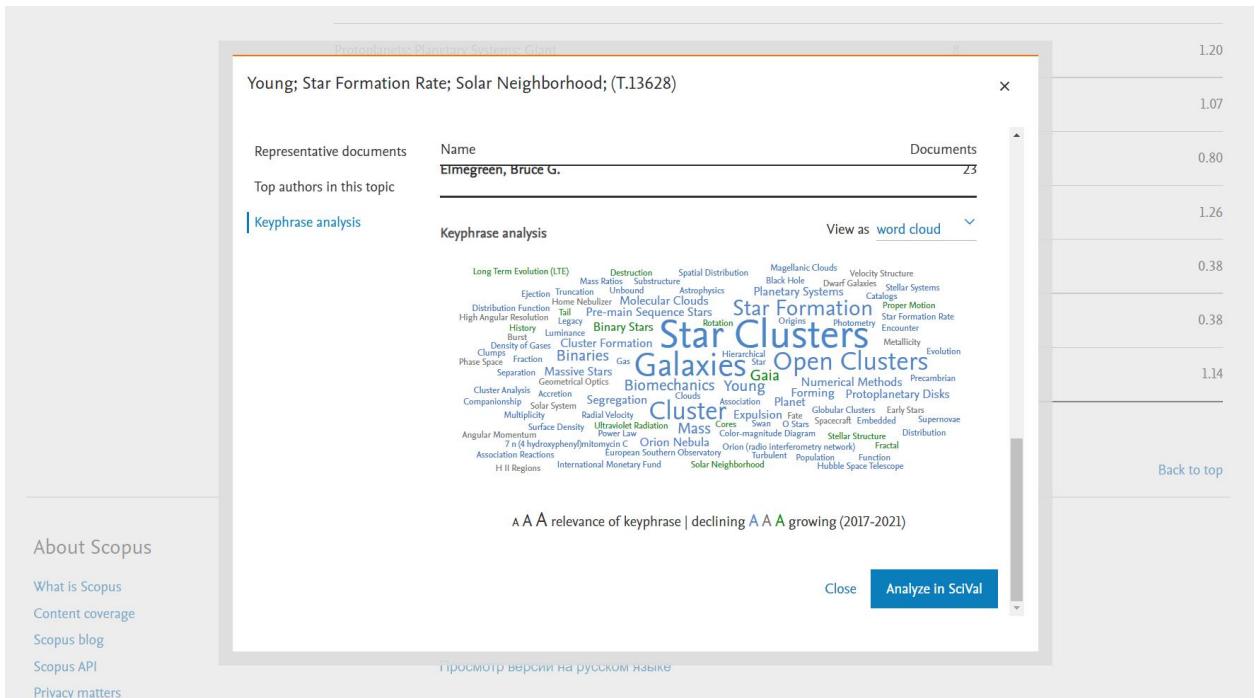 Protoplanets; Planetary Systems; Giant 8 1.20
Young; Star Formation Rate; Solar Neighborhood; (T.13628) ×
1.07
Representative documents
Top authors in this topic
Keyphrase analysis
Name Documents
Elmegreen, Bruce G. 23
0.80
1.26
0.38
0.38
1.14
Keyphrase analysis View as word cloud
Long Term Evolution (LTE) Destruction Spatial Distribution Magellanic Clouds Velocity Structure
Mass Ratios Substructure Black Hole Dwarf Galaxies Stellar Systems
Ejection Truncation Unbound Astrophysics Planetary Systems Catalogs
Home Nebulizer Molecular Clouds Star Formation Proper Motion
Distribution Function Tail Pre-main Sequence Stars Star Formation Rate
High Angular Resolution Legacy Binary Stars Rotation Origins Photometry Encounter
History Luminance Star Clusters Metallicity
Burst Density of Gases Cluster Formation Hierarchical Evolution
Clumps Binaries Gas Galaxies Star Open Clusters
Phase Space Fraction Massive Stars Gaia Precambrian
Separation Geometrical Optics Biomechanics Young Numerical Methods
Cluster Analysis Accretion Clouds Forming Protoplanetary Disks
Companionship Solar System Segregation Association Planet
Multiplicity Radial Velocity Cluster Expulsion Fate Globular Clusters Early Stars
Surface Density Ultraviolet Radiation Mass Cores Swan O Stars Spacecraft Embedded Supernovae
Angular Momentum Power Law Color-magnitude Diagram Stellar Structure Distribution
7 n (4 hydroxyphenyl)mitomycin C Orion Nebula Orion (radio interferometry network) Fractal
Association Reactions European Southern Observatory Turbulent Population Function
H II Regions International Monetary Fund Solar Neighborhood Hubble Space Telescope
A A A relevance of keyphrase | declining A A A growing (2017-2021)
Close Analyze in SciVal
Back to top
About Scopus
What is Scopus
Content coverage
Scopus blog
Scopus API
Privacy matters
Просмотр версии на русском языке